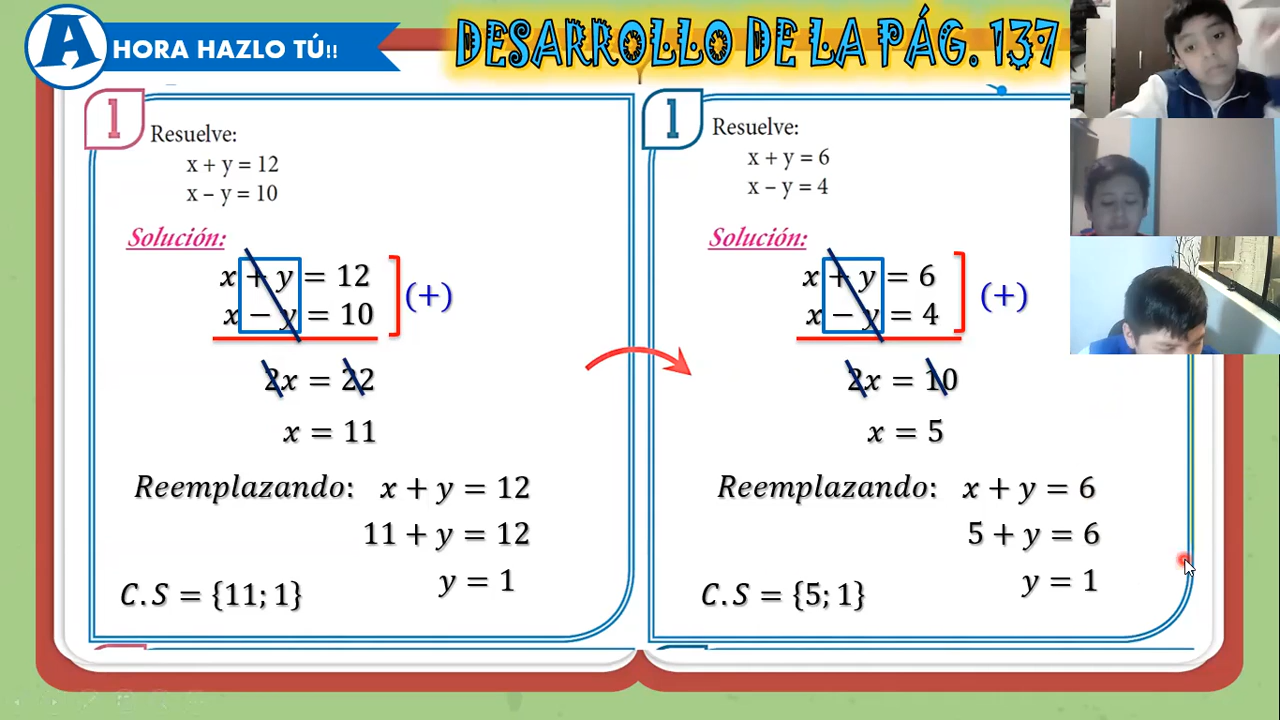 A HORA HAZLO TÚ!!
DESARROLLO DE LA PÁG. 137
1
Resuelve:
x + y = 12
x – y = 10
Solución:
x + y = 12
x − y = 10
(+)
2x = 22
x = 11
Reemplazando: x + y = 12
11 + y = 12
y = 1
C.S = {11; 1}
1
Resuelve:
x + y = 6
x – y = 4
Solución:
x + y = 6
x − y = 4
(+)
2x = 10
x = 5
Reemplazando: x + y = 6
5 + y = 6
y = 1
C.S = {5; 1}